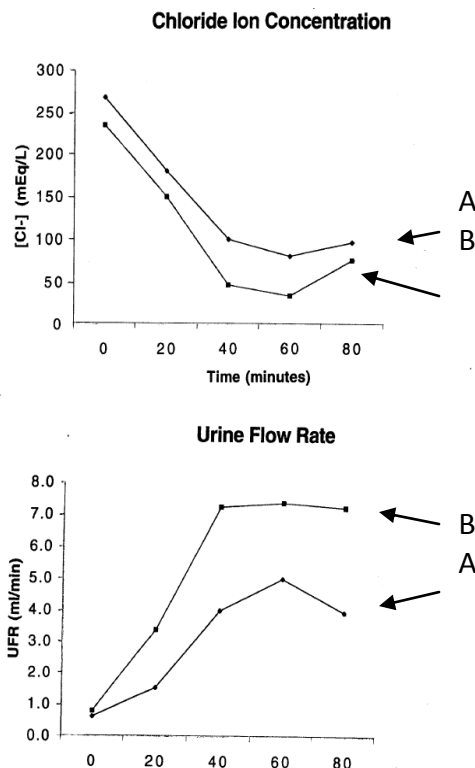 Chloride Ion Concentration
300
250
200
150
100
50
0
[Cl-] (mEq/L)
A
B
0 20 40 60 80
Time (minutes)
Urine Flow Rate
8.0
7.0
6.0
5.0
4.0
3.0
2.0
1.0
0.0
UFR (ml/min)
B
A
0 20 40 60 80